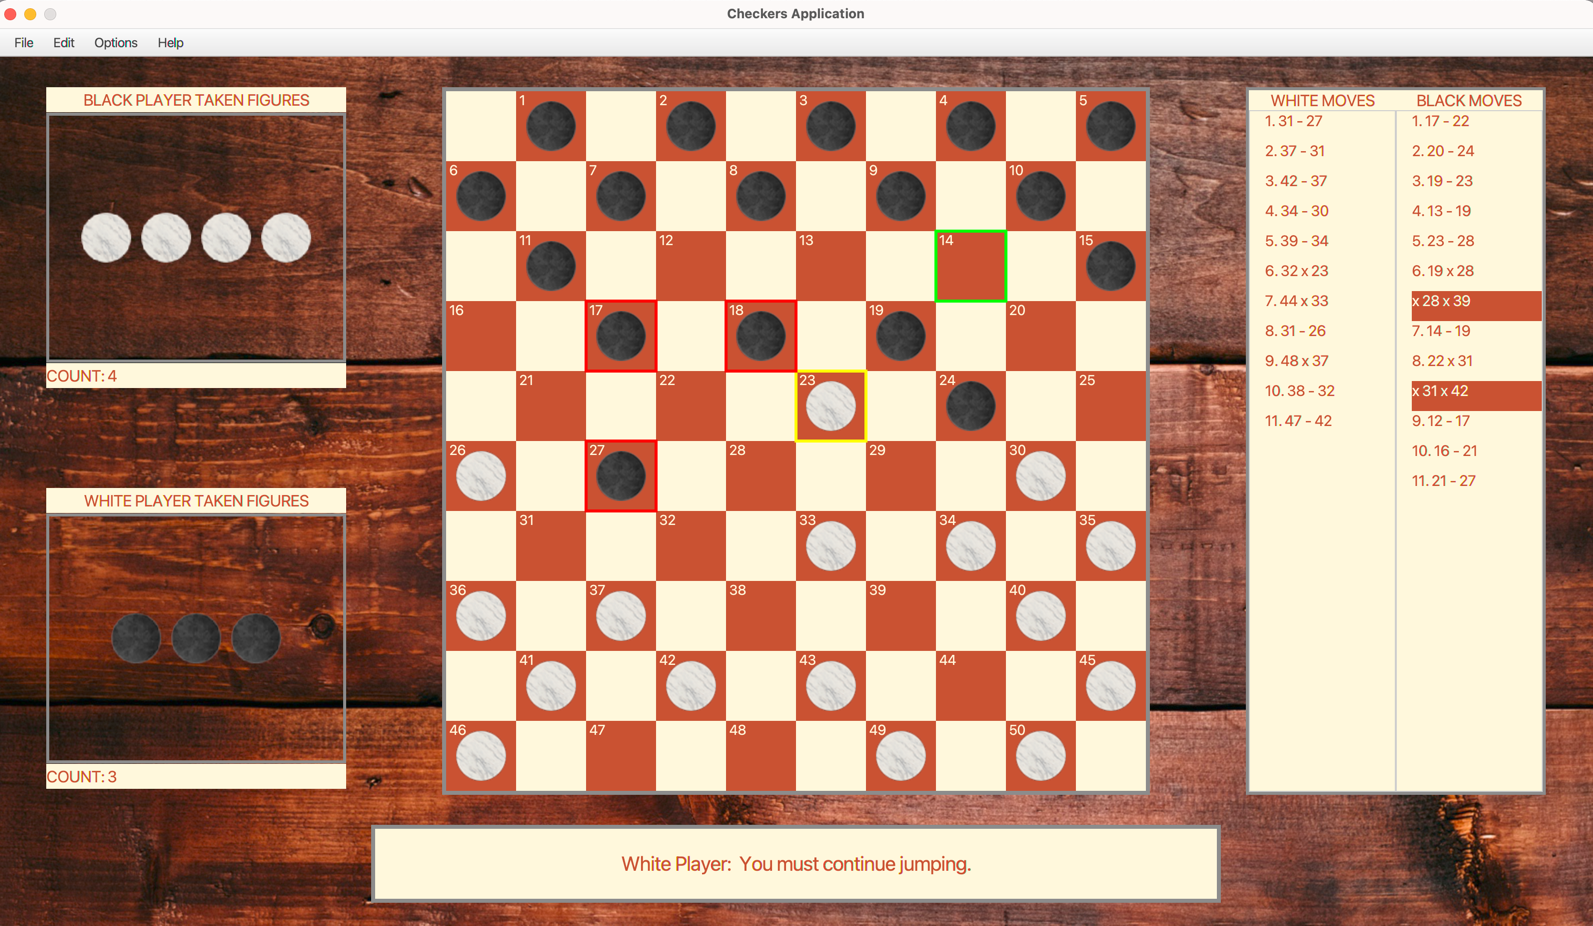 Checkers Application
File Edit Options Help
BLACK PLAYER TAKEN FIGURES
COUNT: 4
WHITE PLAYER TAKEN FIGURES
COUNT: 3
1 2 3 4 5
6 7 8 9 10
11 12 13 14 15
16 17 18 19 20
21 22 23 24 25
26 27 28 29 30
31 32 33 34 35
36 37 38 39 40
41 42 43 44 45
46 47 48 49 50
WHITE MOVES BLACK MOVES
1. 31 - 27 1. 17 - 22
2. 37 - 31 2. 20 - 24
3. 42 - 37 3. 19 - 23
4. 34 - 30 4. 13 - 19
5. 39 - 34 5. 23 - 28
6. 32 x 23 6. 19 x 28
7. 44 x 33 x 28 x 39
8. 31 - 26 7. 14 - 19
9. 48 x 37 8. 22 x 31
10. 38 - 32 x 31 x 42
11. 47 - 42 9. 12 - 17
10. 16 - 21
11. 21 - 27
White Player: You must continue jumping.